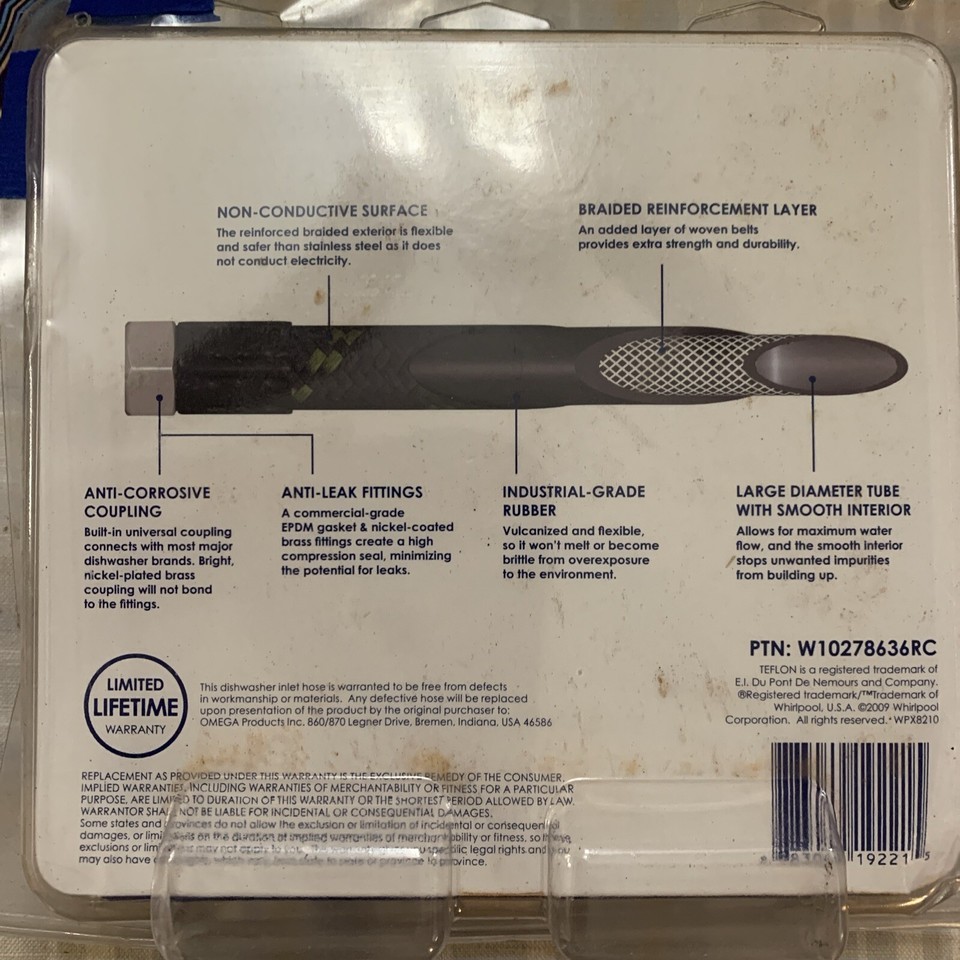 NON-CONDUCTIVE SURFACE
The reinforced braided exterior is flexible
and safer than stainless steel as it does
not conduct electricity.
BRAIDED REINFORCEMENT LAYER
An added layer of woven belts
provides extra strength and durability.
ANTI-CORROSIVE
COUPLING
Built-in universal coupling
connects with most major
dishwasher brands. Bright,
nickel-plated brass
coupling will not bond
to the fittings.
ANTI-LEAK FITTINGS
A commercial-grade
EPDM gasket & nickel-coated
brass fittings create a high
compression seal, minimizing
the potential for leaks.
INDUSTRIAL-GRADE
RUBBER
Vulcanized and flexible,
so it won't melt or become
brittle from overexposure
to the environment.
LARGE DIAMETER TUBE
WITH SMOOTH INTERIOR
Allows for maximum water
flow, and the smooth interior
stops unwanted impurities
from building up.
LIMITED
LIFETIME
WARRANTY
This dishwasher inlet hose is warranted to be free from defects
in workmanship or materials. Any defective hose will be replaced
upon presentation of the product by the original purchaser to:
OMEGA Products Inc. 860/870 Legner Drive, Bremen, Indiana, USA 46586
PTN: W10278636RC
TEFLON is a registered trademark of
E.I. Du Pont De Nemours and Company.
®Registered trademark/™Trademark of
Whirlpool, U.S.A. ©2009 Whirlpool
Corporation. All rights reserved. WPX8210
REPLACEMENT AS PROVIDED UNDER THIS WARRANTY IS THE EXCLUSIVE REMEDY OF THE CONSUMER.
IMPLIED WARRANTIES, INCLUDING WARRANTIES OF MERCHANTABILITY OR FITNESS FOR A PARTICULAR
PURPOSE, ARE LIMITED TO DURATION OF THIS WARRANTY OR THE SHORTEST PERIOD ALLOWED BY LAW.
WARRANTOR SHALL NOT BE LIABLE FOR INCIDENTAL OR CONSEQUENTIAL DAMAGES.
Some states and provinces do not allow the exclusion or limitation of incidental or consequential
damages, or limitations on the duration of implied warranties of merchantability or fitness, so these
exclusions or limitations may not apply to you. specific legal rights and you
may also have which to state or province to province.
19221 5